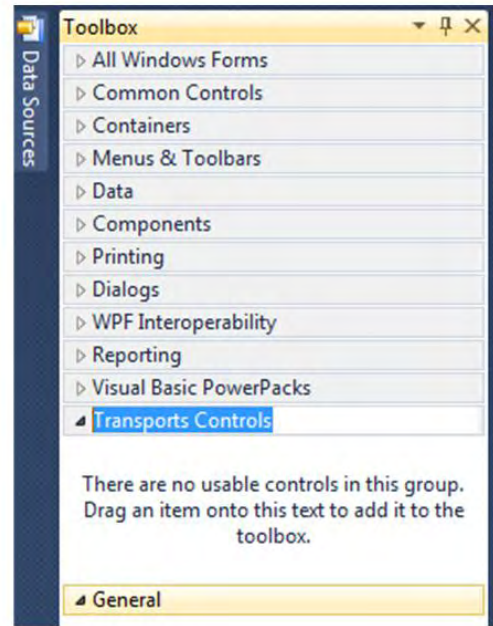 Data Sources
Toolbox
All Windows Forms
Common Controls
Containers
Menus & Toolbars
Data
Components
Printing
Dialogs
WPF Interoperability
Reporting
Visual Basic PowerPacks
Transports Controls
There are no usable controls in this group.
Drag an item onto this text to add it to the
toolbox.
General